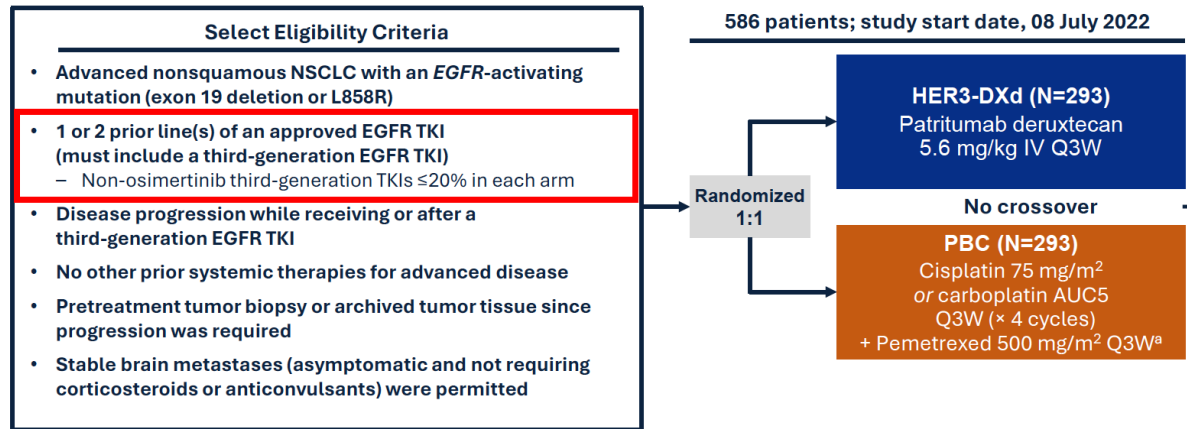 Select Eligibility Criteria
• Advanced nonsquamous NSCLC with an EGFR-activating
mutation (exon 19 deletion or L858R)
• 1 or 2 prior line(s) of an approved EGFR TKI
(must include a third-generation EGFR TKI)
– Non-osimertinib third-generation TKIs ≤20% in each arm
• Disease progression while receiving or after a
third-generation EGFR TKI
• No other prior systemic therapies for advanced disease
• Pretreatment tumor biopsy or archived tumor tissue since
progression was required
• Stable brain metastases (asymptomatic and not requiring
corticosteroids or anticonvulsants) were permitted
586 patients; study start date, 08 July 2022
Randomized
1:1
HER3-DXd (N=293)
Patritumab deruxtecan
5.6 mg/kg IV Q3W
No crossover
PBC (N=293)
Cisplatin 75 mg/m²
or carboplatin AUC5
Q3W (× 4 cycles)
+ Pemetrexed 500 mg/m² Q3Wᵃ